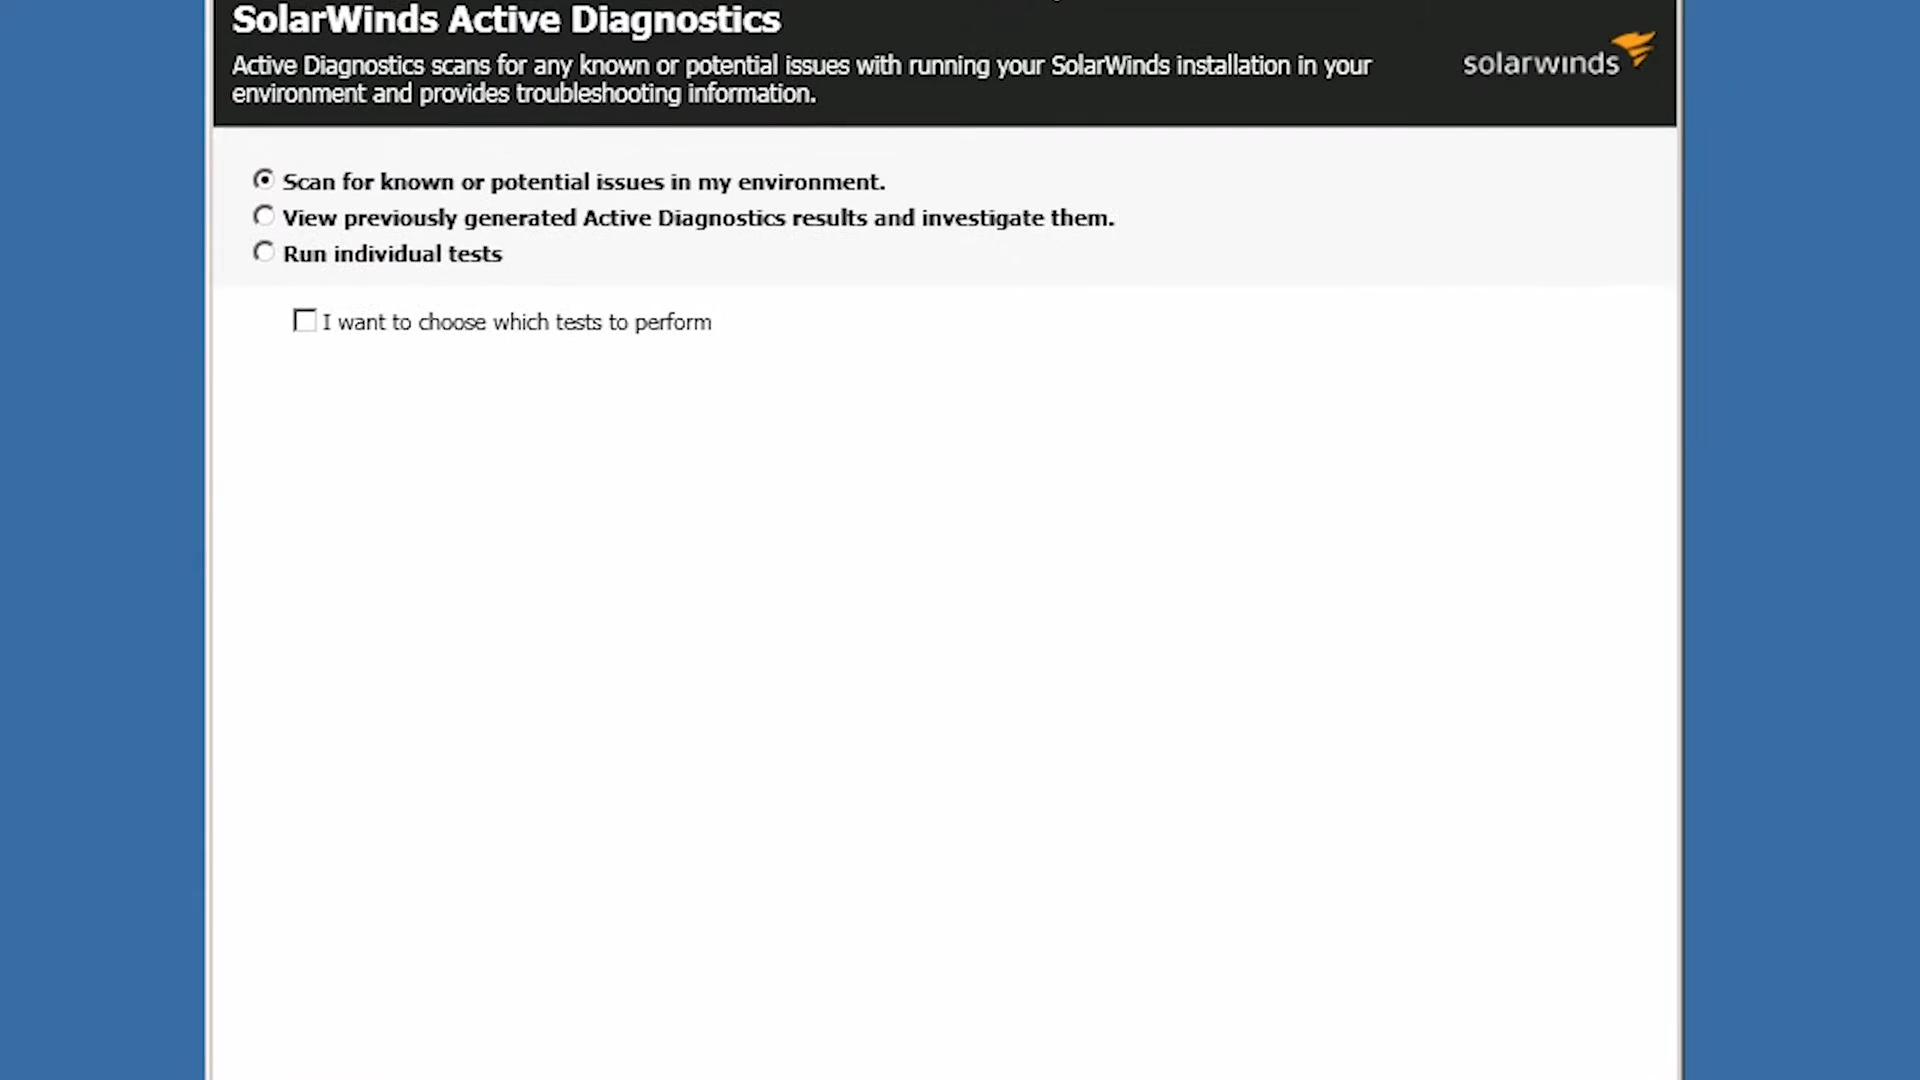 SolarWinds Active Diagnostics
Active Diagnostics scans for any known or potential issues with running your SolarWinds installation in your
environment and provides troubleshooting information.
solarwinds
Scan for known or potential issues in my environment.
View previously generated Active Diagnostics results and investigate them.
Run individual tests
I want to choose which tests to perform